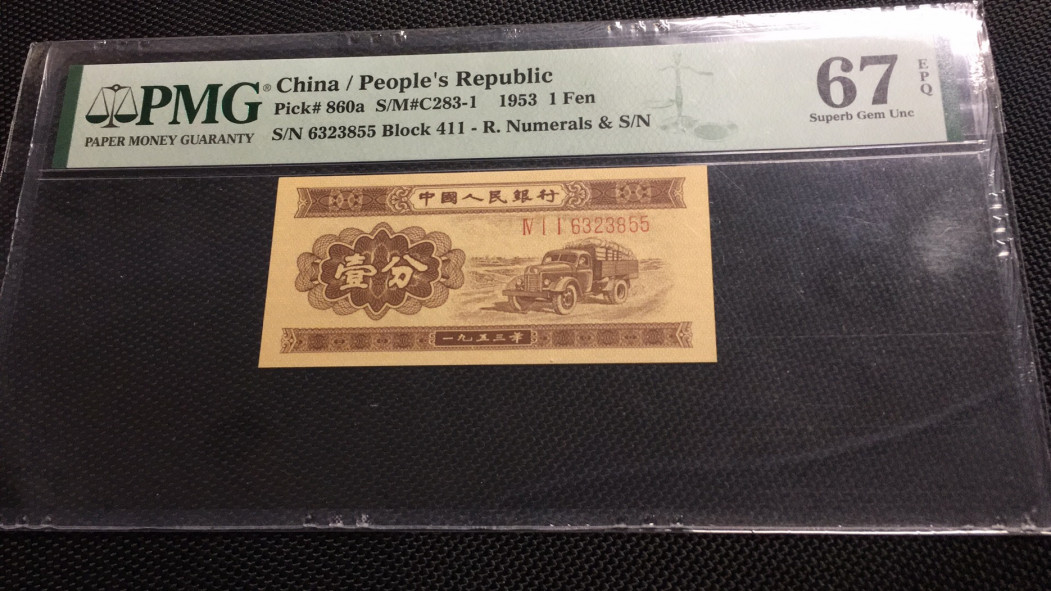 PMG®
PAPER MONEY GUARANTY
China / People's Republic
Pick# 860a S/M#C283-1 1953 1 Fen
S/N 6323855 Block 411 - R. Numerals & S/N
67 EPQ
Superb Gem Unc
中國人民銀行
Ⅳ Ⅰ Ⅰ 6323855
壹分
一九五三年